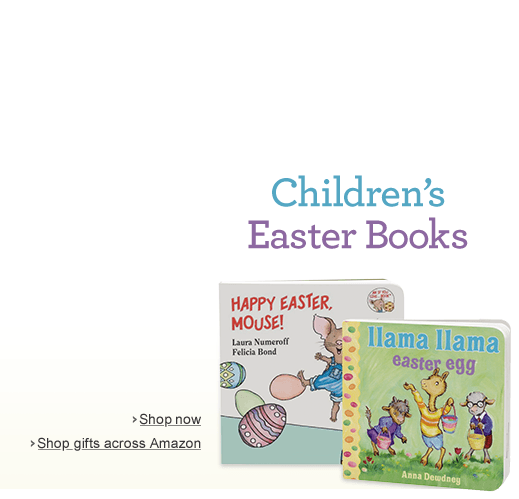 Children's
Easter Books
HAPPY EASTER,
MOUSE!
Laura Numeroff
Felicia Bond
llama llama
easter egg
Anna Dewdney
› Shop now
› Shop gifts across Amazon